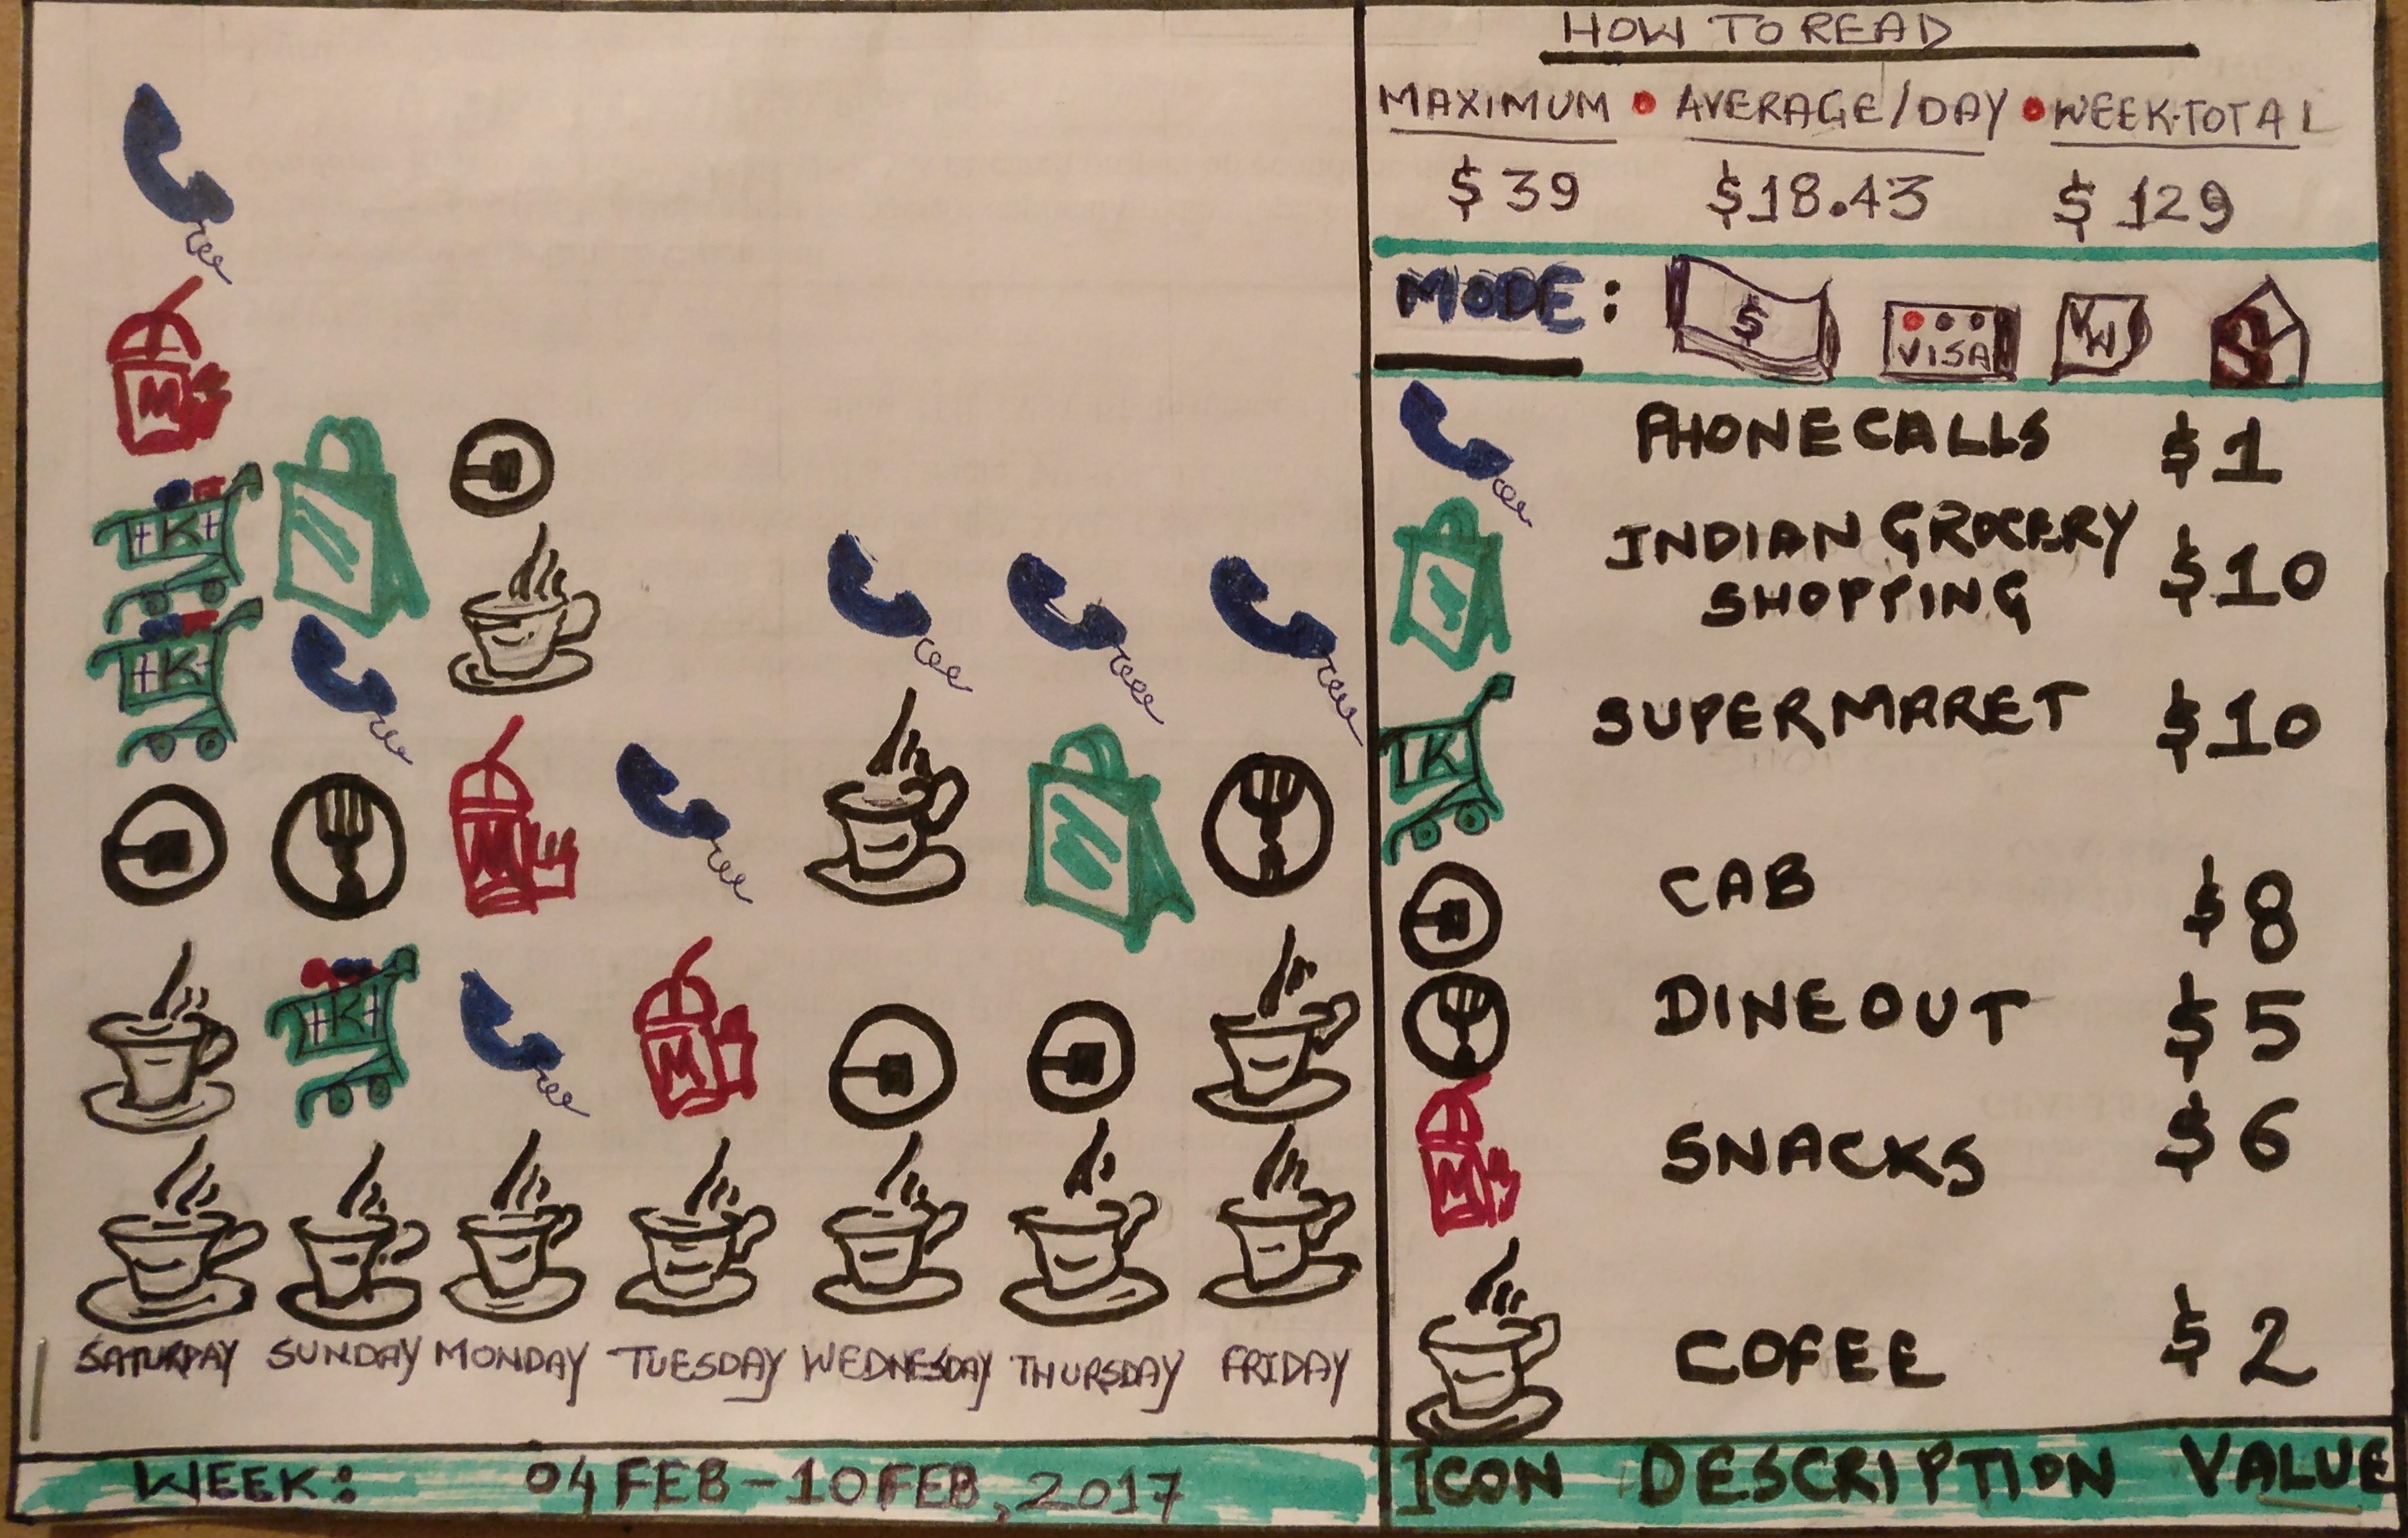 HOW TO READ
MAXIMUM • AVERAGE/DAY • WEEK-TOTAL
$39 $18.43 $129
MODE: $ VISA W $
PHONE CALLS $1
INDIAN GROCERY
SHOPPING $10
SUPERMARET $10
CAB $8
DINE OUT $5
SNACKS $6
COFEE $2
ICON DESCRIPTION VALUE
M
K
K
K
M
M
SATURDAY SUNDAY MONDAY TUESDAY WEDNESDAY THURSDAY FRIDAY
WEEK: 04 FEB - 10 FEB, 2017
K
M